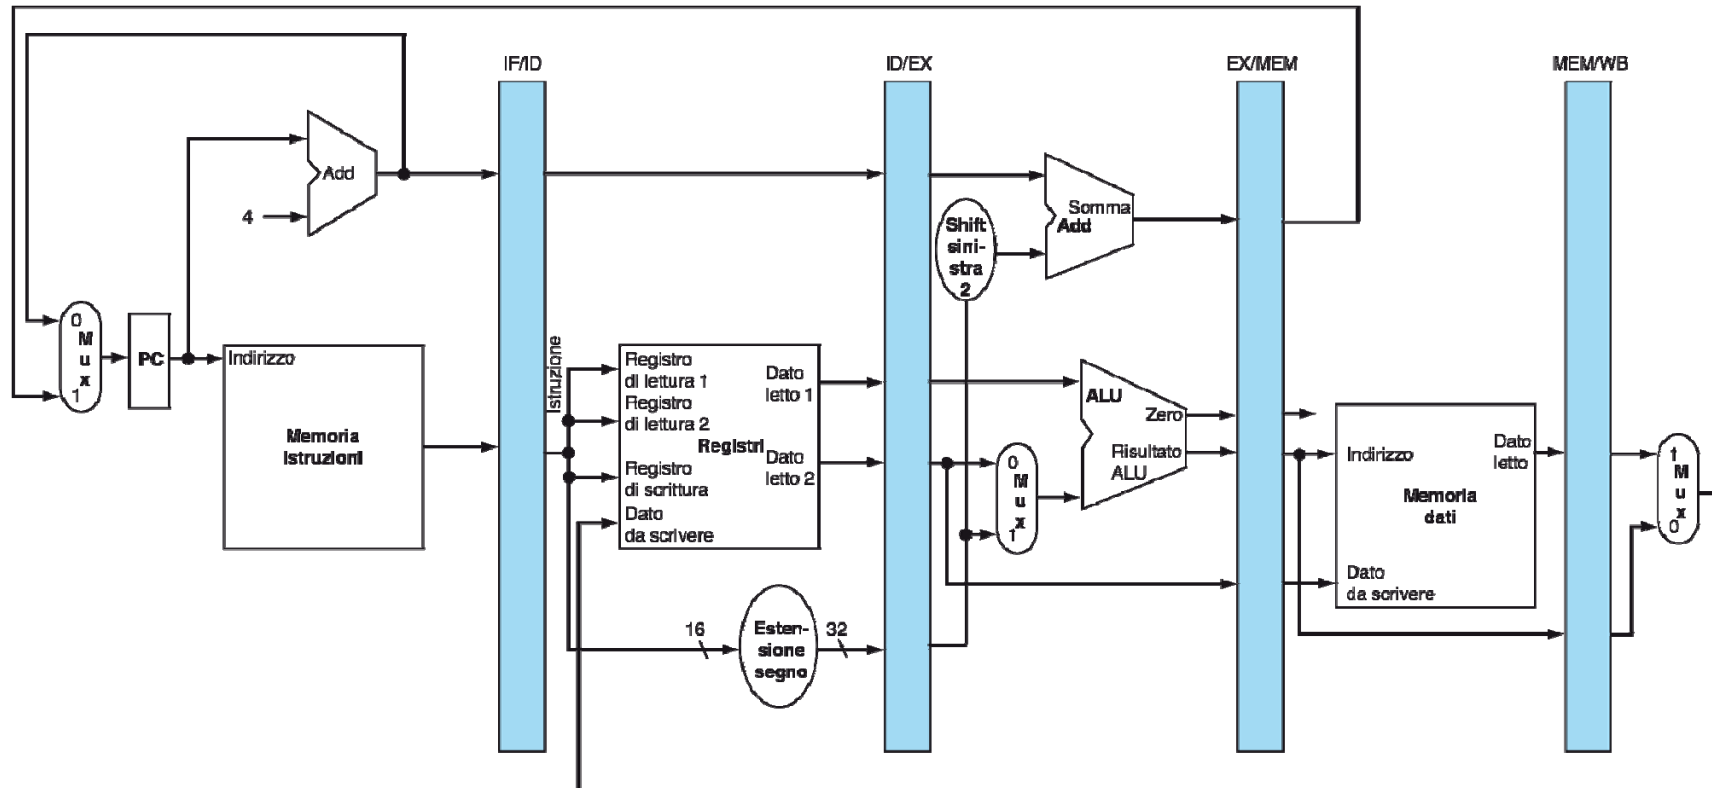 IF/ID
ID/EX
EX/MEM
MEM/WB
Add
4
Somma
Add
Shift
sini-
stra
2
0
M
u
x
1
PC
Indirizzo
Memoria
istruzioni
Istruzione
Registro
di lettura 1
Registro
di lettura 2
Registri
Registro
di scrittura
Dato
da scrivere
Dato
letto 1
Dato
letto 2
16
Esten-
sione
segno
32
0
M
u
x
1
ALU
Zero
Risultato
ALU
Indirizzo
Dato
letto
Memoria
dati
Dato
da scrivere
1
M
u
x
0